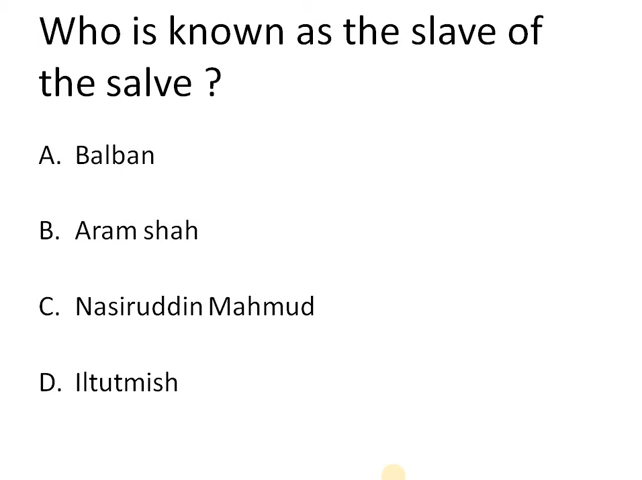 Who is known as the slave of
the salve ?
A. Balban
B. Aram shah
C. Nasiruddin Mahmud
D. Iltutmish